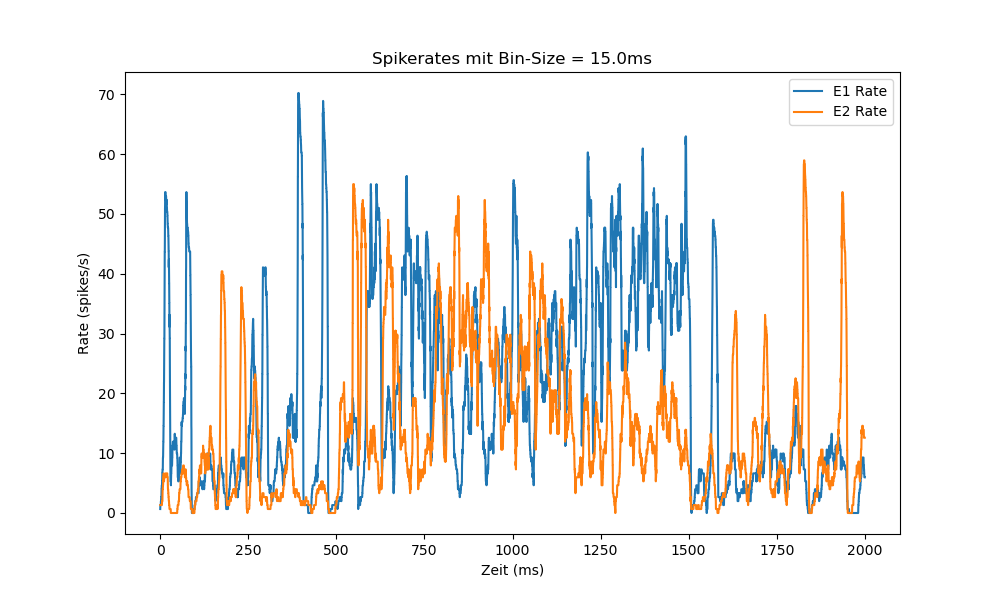 Spikerates mit Bin-Size = 15.0ms
E1 Rate
E2 Rate
Rate (spikes/s)
70
60
50
40
30
20
10
0
0 250 500 750 1000 1250 1500 1750 2000
Zeit (ms)